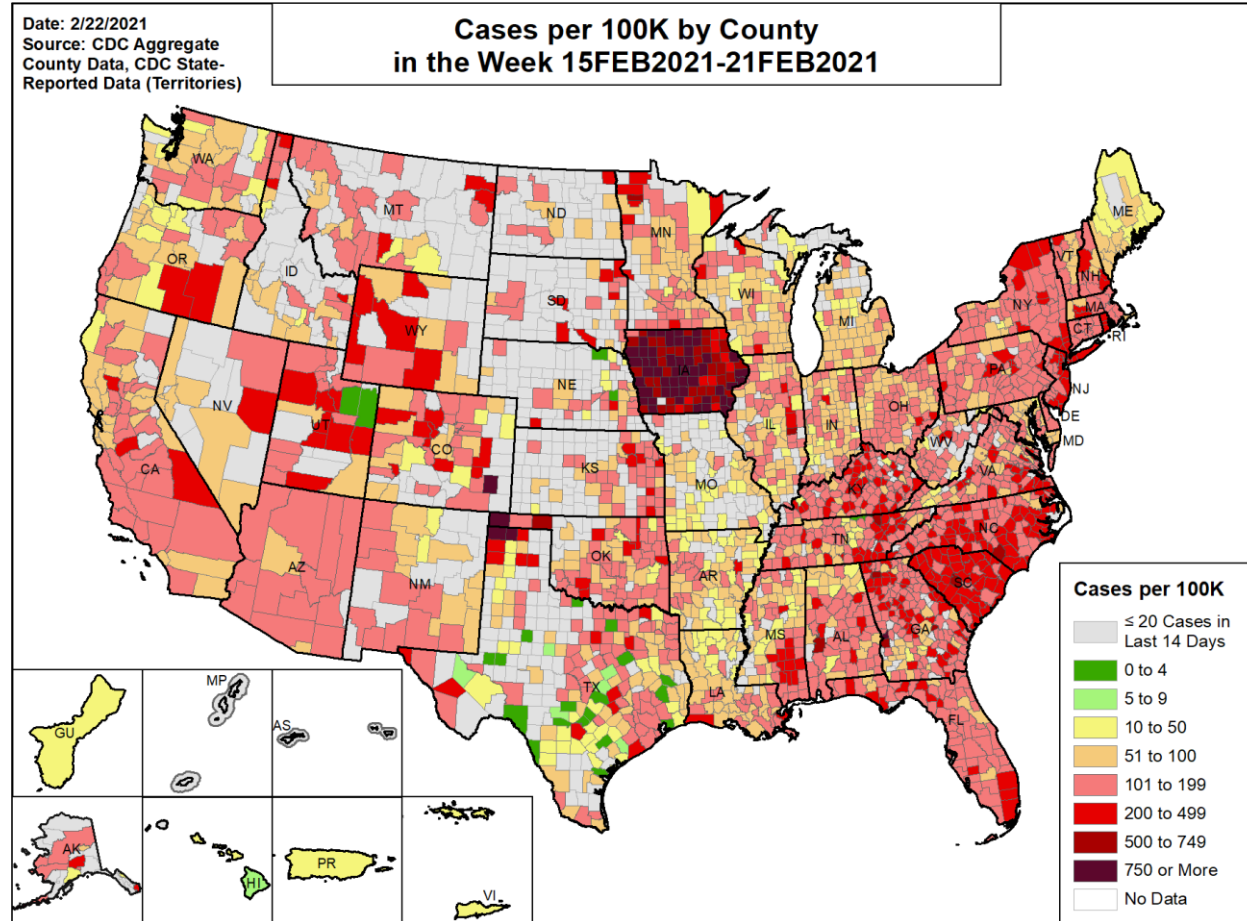 Date: 2/22/2021
Source: CDC Aggregate
County Data, CDC State-
Reported Data (Territories)
Cases per 100K by County
in the Week 15FEB2021-21FEB2021
WA
MT
ND
MN
ME
OR
ID
SD
WI
MI
VT
NH
NY
MA
CT
RI
WY
IA
PA
NJ
NE
NV
UT
CO
IL
IN
OH
DE
MD
WV
VA
CA
KS
MO
KY
NC
TN
AZ
NM
OK
AR
SC
MS
AL
GA
TX
LA
FL
GU
MP
AS
AK
HI
PR
VI
Cases per 100K
≤ 20 Cases in
Last 14 Days
0 to 4
5 to 9
10 to 50
51 to 100
101 to 199
200 to 499
500 to 749
750 or More
No Data